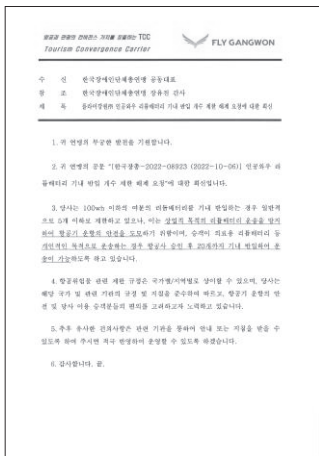 항공과 관광의 컨버전스 가치를 창출하는 TCC
Tourism Convergence Carrier
FLY GANGWON
수 신 한국장애인단체총연맹 공동대표
참 조 한국장애인단체총연맹 장유진 간사
제 목 플라이강원㈜ 인공와우 리튬배터리 기내 반입 개수 제한 해제 요청에 대한 회신
1. 귀 연맹의 무궁한 발전을 기원합니다.
2. 귀 연맹의 공문 "[한국장총-2022-08923 (2022-10-06)] 인공와우 리
튬배터리 기내 반입 개수 제한 해제 요청"에 대한 회신입니다.
3. 당사는 100wh 이하의 여분의 리튬배터리를 기내 반입하는 경우 일반적
으로 5개 이하로 제한하고 있으나, 이는 상업적 목적의 리튬배터리 운송을 방지
하여 항공기 운항의 안전을 도모하기 위함이며, 승객이 의료용 리튬배터리 등
개인적인 목적으로 운송하는 경우 항공사 승인 후 20개까지 기내 반입하여 운
송이 가능하도록 하고 있습니다.
4. 항공위험물 관련 제한 규정은 국가별/지역별로 상이할 수 있으며, 당사는
해당 국가 및 관련 기관의 규정 및 지침을 준수하여 따르고, 항공기 운항의 안
전 및 당사 이용 승객분들의 편의를 고려하고자 노력하고 있습니다.
5. 추후 유사한 건의사항은 관련 기관을 통하여 안내 또는 지침을 받을 수
있도록 하여 주시면 적극 반영하여 운영할 수 있도록 하겠습니다.
6. 감사합니다. 끝.